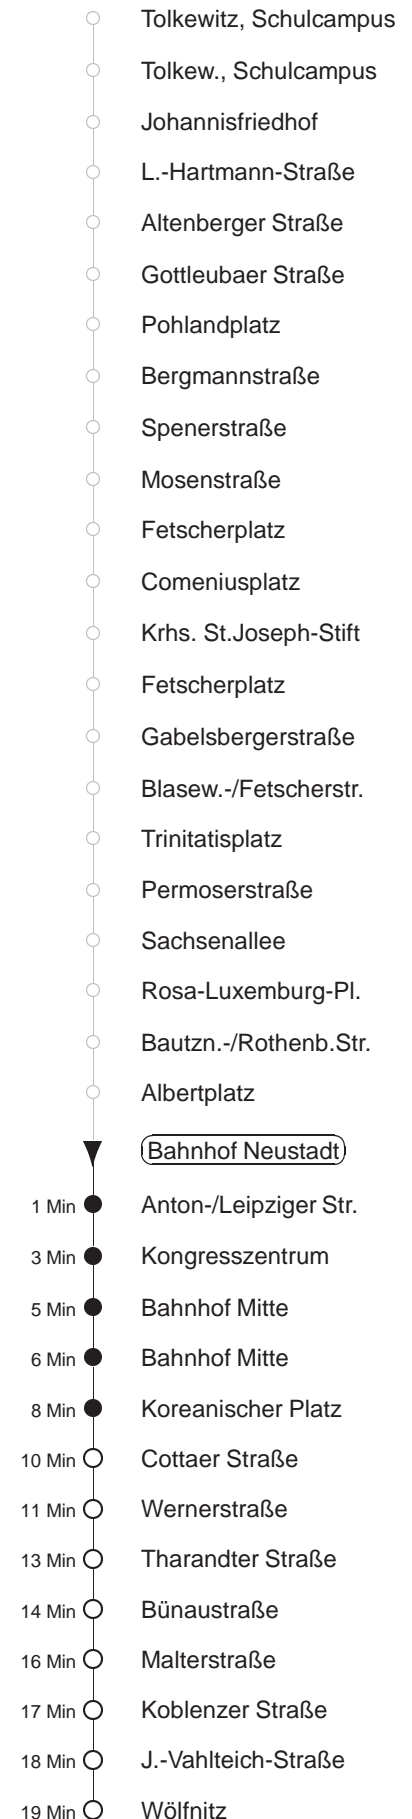 Tolkewitz, Schulcampus
Tolkew., Schulcampus
Johannisfriedhof
L.-Hartmann-Straße
Altenberger Straße
Gottleubaer Straße
Pohlandplatz
Bergmannstraße
Spenerstraße
Mosenstraße
Fetscherplatz
Comeniusplatz
Krhs. St.Joseph-Stift
Fetscherplatz
Gabelsbergerstraße
Blasew.-/Fetscherstr.
Trinitatisplatz
Permoserstraße
Sachsenallee
Rosa-Luxemburg-Pl.
Bautzn.-/Rothenb.Str.
Albertplatz
Bahnhof Neustadt
1 Min Anton-/Leipziger Str.
3 Min Kongresszentrum
5 Min Bahnhof Mitte
6 Min Bahnhof Mitte
8 Min Koreanischer Platz
10 Min Cottaer Straße
11 Min Wernerstraße
13 Min Tharandter Straße
14 Min Bünaustraße
16 Min Malterstraße
17 Min Koblenzer Straße
18 Min J.-Vahlteich-Straße
19 Min Wölfnitz